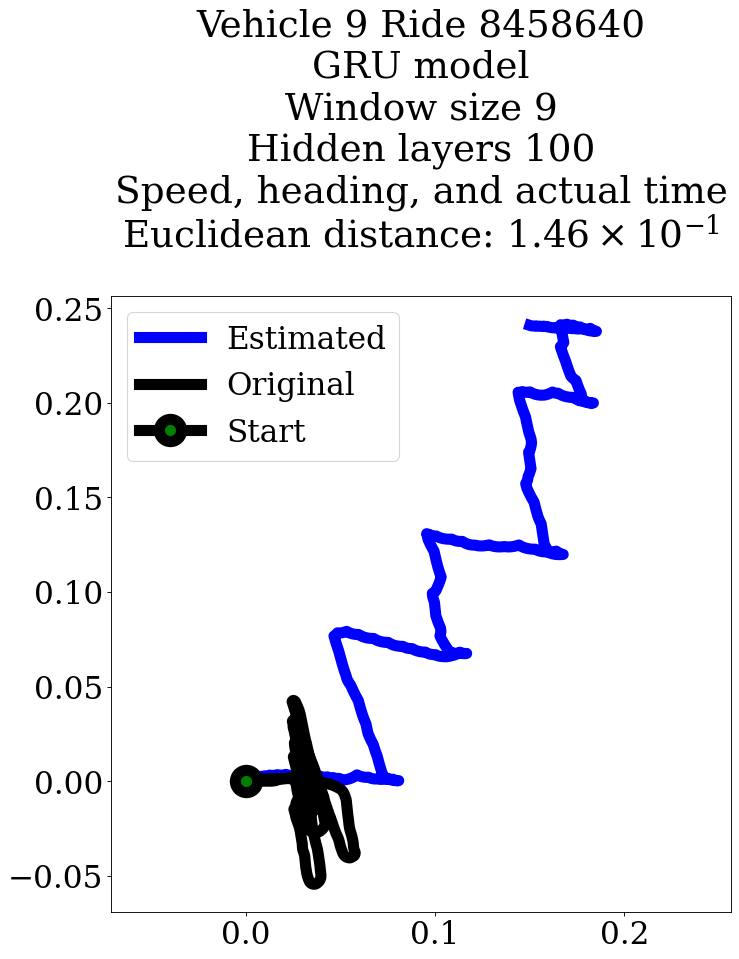 Vehicle 9 Ride 8458640
GRU model
Window size 9
Hidden layers 100
Speed, heading, and actual time
Euclidean distance: 1.46 × 10⁻¹
Estimated
Original
Start
0.25
0.20
0.15
0.10
0.05
0.00
−0.05
0.0 0.1 0.2